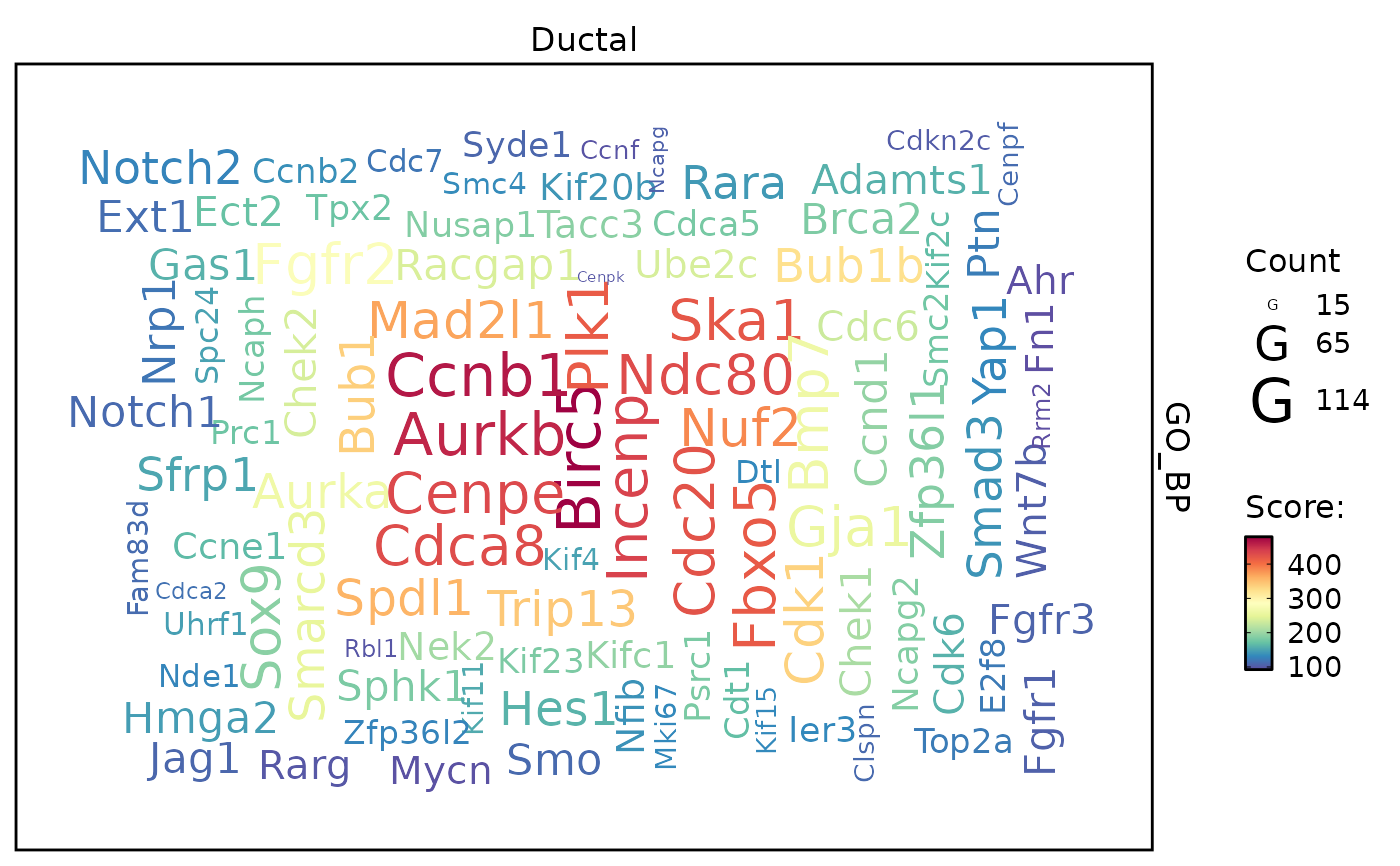 Ductal
Syde1 Ccnf Ncapg Cdkn2c Cenpf
Notch2 Ccnb2 Cdc7
Smc4 Kif20b Rara Adamts1
Ext1 Ect2 Tpx2 Nusap1 Tacc3 Cdca5 Brca2 Kif2c Ptn
Gas1 Fgfr2 Racgap1 Cenpk Ube2c Bub1b Ahr
Nrp1 Spc24 Ncaph Chek2 Mad2l1 Plk1 Ska1 Cdc6 Smc2 Yap1 Fn1
Bub1 Ccnb1 Ndc80 Bmp7 Ccnd1
Notch1 Prc1 Aurkb Birc5 Incenp Nuf2 Zfp36l1 Smad3 Rrm2
Sfrp1 Aurka Cenpe Cdc20 Dtl Wnt7b
Fam83d Ccne1 Smarcd3 Cdca8 Kif4 Fbxo5 Gja1
Cdca2 Sox9 Spdl1 Trip13 Cdk1 Chek1 Ncapg2 Cdk6 Fgfr3
Uhrf1 Rbl1 Nek2 Kif23 Kifc1 Psrc1 E2f8
Nde1 Sphk1 Kif11 Hes1 Nfib Mki67 Cdt1 Kif15 Fgfr1
Hmga2 Zfp36l2 Ier3 Clspn Top2a
Jag1 Rarg Mycn Smo
GO_BP
Count
G 15
G 65
G 114
Score:
400
300
200
100